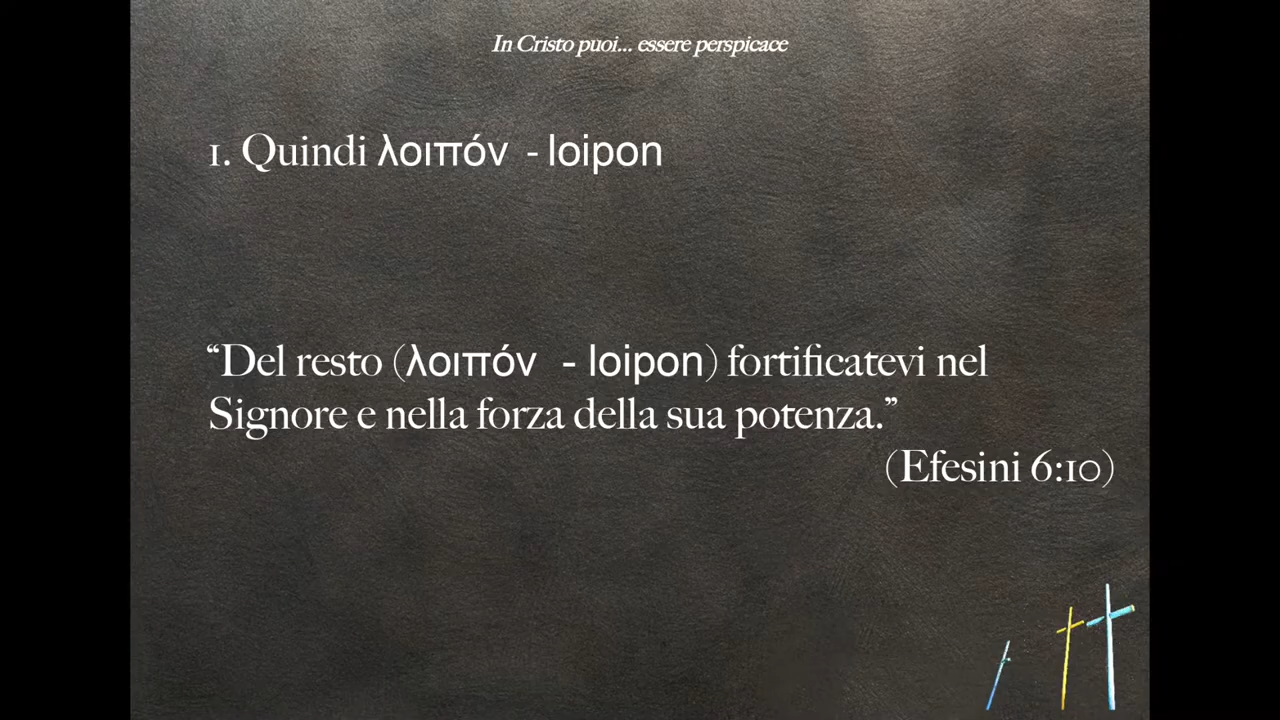 In Cristo puoi... essere perspicace
1. Quindi λοιπόν - loipon
“Del resto (λοιπόν - loipon) fortificatevi nel
Signore e nella forza della sua potenza.”
(Efesini 6:10)